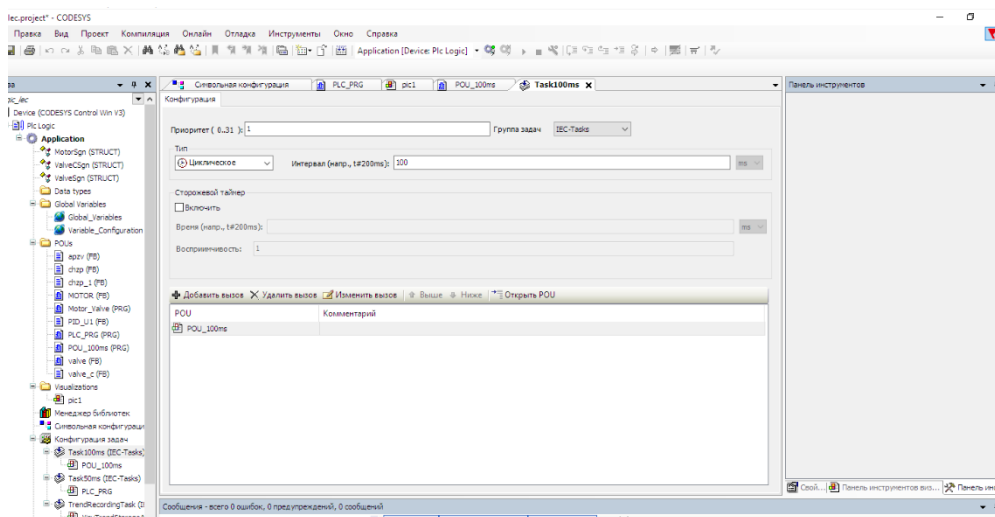 lec.project* - CODESYS
Правка Вид Проект Компиляция Онлайн Отладка Инструменты Окно Справка
Application [Device: Plc Logic]
Символьная конфигурация PLC_PRG pic1 POU_100ms Task100ms X
Панель инструментов
Device (CODESYS Control Win V3)
Plc Logic
Application
MotorSgn (STRUCT)
ValveCSgn (STRUCT)
ValveSgn (STRUCT)
Data types
Global Variables
Global_Variables
Variable_Configuration
POUs
apzv (FB)
chzp (FB)
chzp_1 (FB)
MOTOR (FB)
Motor_Valve (PRG)
PID_U1 (FB)
PLC_PRG (PRG)
POU_100ms (PRG)
valve (FB)
valve_c (FB)
Visualizations
pic1
Менеджер библиотек
Символьная конфигураци
Конфигурация задач
Task100ms (IEC-Tasks)
POU_100ms
Task50ms (IEC-Tasks)
PLC_PRG
TrendRecordingTask (I
Конфигурация
Приоритет ( 0..31 ): 1
Группа задач IEC-Tasks
Тип
Циклическое
Интервал (напр., t#200ms): 100
ms
Сторожевой таймер
Включить
Время (напр., t#200ms):
ms
Восприимчивость: 1
Добавить вызов Удалить вызов Изменить вызов Выше Ниже Открыть POU
POU Комментарий
POU_100ms
Свой... Панель инструментов виз... Панель ин
Сообщения - всего 0 ошибок, 0 предупреждений, 0 сообщений